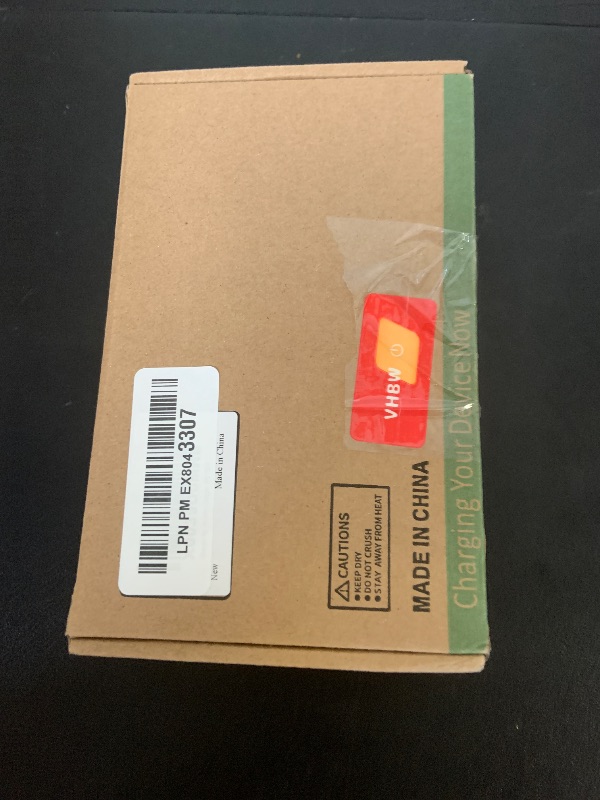 LPN PM EX8043307
Made in China
New
VHBW
CAUTIONS
● KEEP DRY
● DO NOT CRUSH
● STAY AWAY FROM HEAT
MADE IN CHINA
Charging Your Device Now